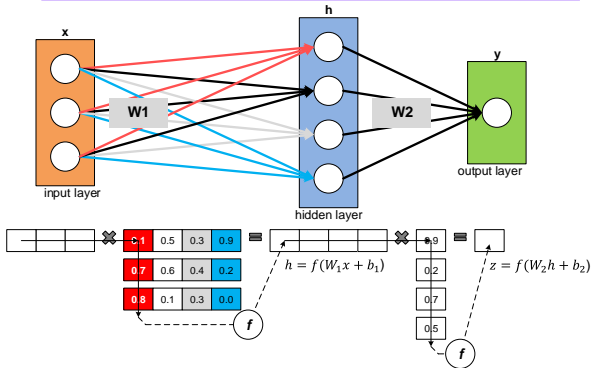 x
h
y
W1
W2
input layer
hidden layer
output layer
0.1 0.5 0.3 0.9
0.7 0.6 0.4 0.2
0.8 0.1 0.3 0.0
0.9
0.2
0.7
0.5
h = f(W₁x + b₁)
z = f(W₂h + b₂)
f
f